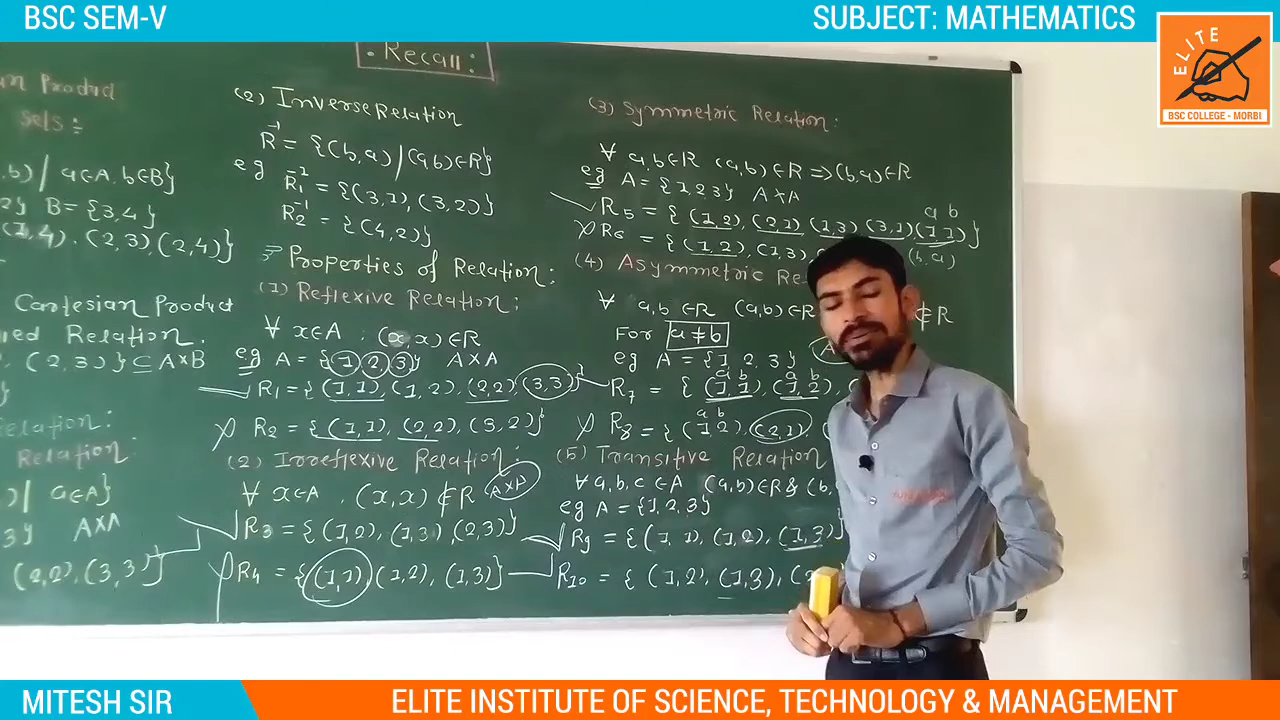 BSC SEM-V
SUBJECT: MATHEMATICS
ELITE
BSC COLLEGE - MORBI.
. Recall :
Product
Sets :
b) / a∈A, b∈B}
2} B = {3,4}
(1,4), (2,3) (2,4)}
Cartesian Product
Relation.
(2,3)} ⊆ A×B
Relation:
) / a∈A}
3} A×A
(2,2), (3,3)}
(2) Inverse Relation
R⁻¹ = {(b,a) / (a,b)∈R}
eg R₁⁻¹ = {(3,1), (3,2)}
R₂⁻¹ = {(4,2)}
Properties of Relation :
(1) Reflexive Relation :
∀ x∈A , (x,x)∈R
eg A = {1,2,3} A×A
R₁ = {(1,1), (1,2), (2,2), (3,3)}
R₂ = {(1,1), (2,2), (3,2)}
(2) Irreflexive Relation :
∀ x∈A , (x,x) ∉ R A×A
R₃ = {(1,2), (1,3), (2,3)}
R₄ = {(1,1), (1,2), (1,3)}
(3) Symmetric Relation :
∀ a,b∈R (a,b)∈R => (b,a)∈R
eg A = {1,2,3} A×A
a b
R₅ = {(1,2), (2,1), (1,3), (3,1) (1,1)}
R₆ = {(1,2), (1,3)
(b,a)
(4) Asymmetric Re
∀ a,b∈R (a,b)∈R ∉ R
For a ≠ b
eg A = {1,2,3}
a b a b
R₇ = {(1,1), (1,2),
a b
R₈ = {(1,2), (2,1),
(5) Transitive Relation
∀ a,b,c ∈A (a,b)∈R & (b,
eg A = {1,2,3}
R₉ = {(1,1), (1,2), (1,3)}
R₁₀ = {(1,2), (1,3), (2
MITESH SIR
ELITE INSTITUTE OF SCIENCE, TECHNOLOGY & MANAGEMENT